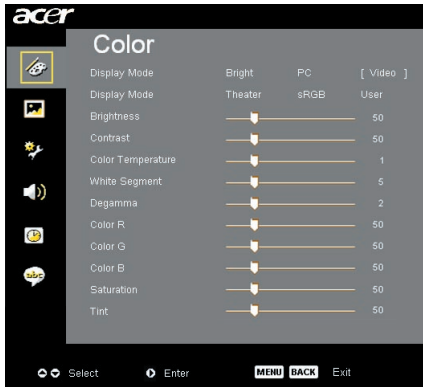 acer
Color
Display Mode Bright PC [ Video ]
Display Mode Theater sRGB User
Brightness 50
Contrast 50
Color Temperature 1
White Segment 5
Degamma 2
Color R 50
Color G 50
Color B 50
Saturation 50
Tint 50
abc
Select Enter MENU BACK Exit